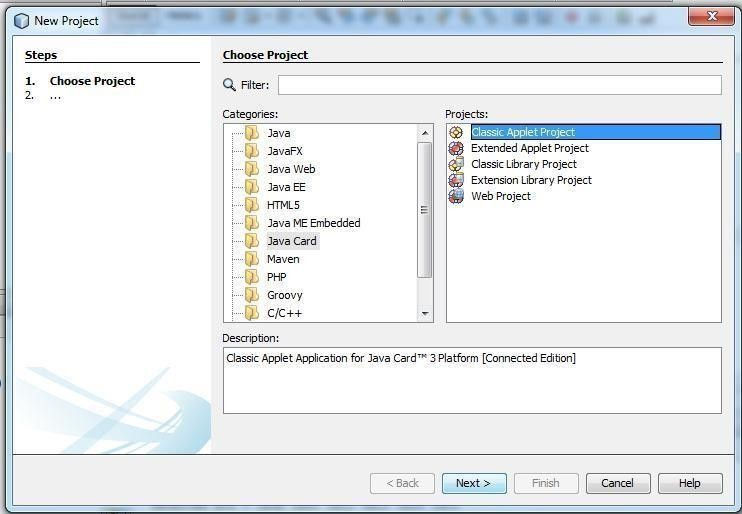 New Project
Steps
1. Choose Project
2. ...
Choose Project
Filter:
Categories:
Java
JavaFX
Java Web
Java EE
HTML5
Java ME Embedded
Java Card
Maven
PHP
Groovy
C/C++
Projects:
Classic Applet Project
Extended Applet Project
Classic Library Project
Extension Library Project
Web Project
Description:
Classic Applet Application for Java Card™ 3 Platform [Connected Edition]
< Back
Next >
Finish
Cancel
Help